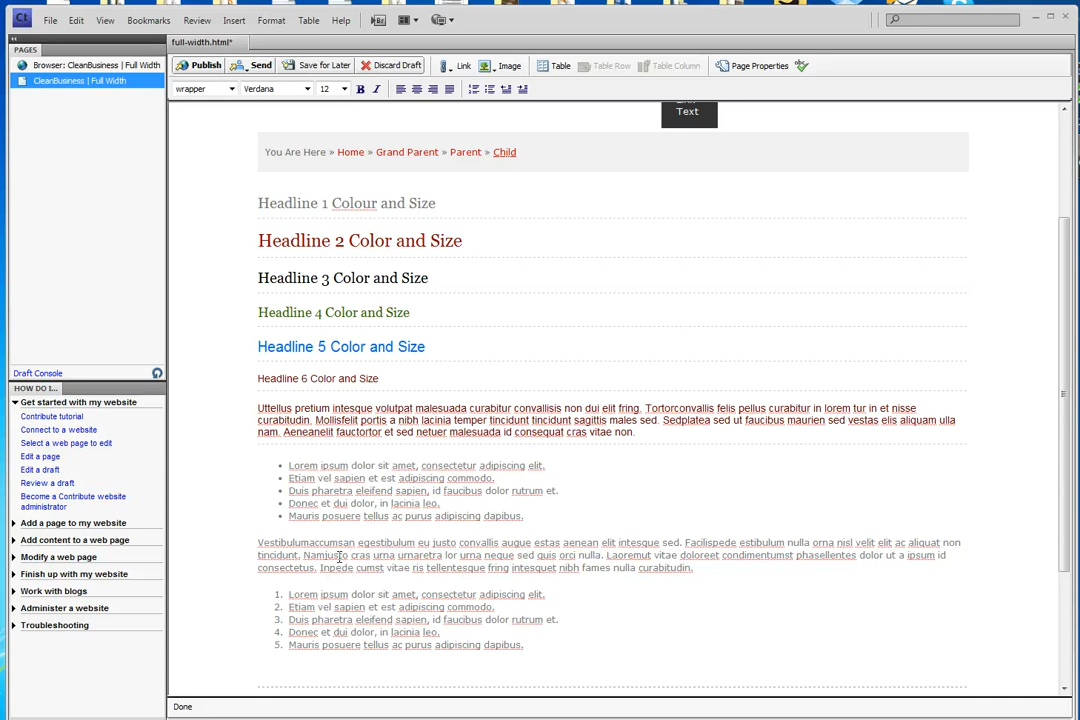 Ct File Edit View Bookmarks Review Insert Format Table Help Br
PAGES
full-width.html*
Browser: CleanBusiness | Full Width
CleanBusiness | Full Width
Publish Send Save for Later Discard Draft Link Image Table Table Row Table Column Page Properties
wrapper Verdana 12 B I
Text
You Are Here » Home » Grand Parent » Parent » Child
Headline 1 Colour and Size
Headline 2 Color and Size
Headline 3 Color and Size
Headline 4 Color and Size
Headline 5 Color and Size
Headline 6 Color and Size
Uttellus pretium intesque volutpat malesuada curabitur convallisis non dui elit fring. Tortorconvallis felis pellus curabitur in lorem tur in et nisse
curabitudin. Mollisfelit portis a nibh lacinia temper tincidunt tincidunt sagittis males sed. Sedplatea sed ut faucibus maurien sed vestas elis aliquam ulla
nam. Aeneanelit fauctortor et sed netuer malesuada id consequat cras vitae non.
• Lorem ipsum dolor sit amet, consectetur adipiscing elit.
• Etiam vel sapien et est adipiscing commodo.
• Duis pharetra eleifend sapien, id faucibus dolor rutrum et.
• Donec et dui dolor, in lacinia leo.
• Mauris posuere tellus ac purus adipiscing dapibus.
Vestibulumaccumsan egestibulum eu justo convallis augue estas aenean elit intesque sed. Facilispede estibulum nulla orna nisl velit elit ac aliquat non
tincidunt. Namjusto cras urna urnaretra lor urna neque sed quis orci nulla. Laoremut vitae doloreet condimentumst phasellentes dolor ut a ipsum id
consectetus. Inpede cumst vitae ris tellentesque fring intesquet nibh fames nulla curabitudin.
1. Lorem ipsum dolor sit amet, consectetur adipiscing elit.
2. Etiam vel sapien et est adipiscing commodo.
3. Duis pharetra eleifend sapien, id faucibus dolor rutrum et.
4. Donec et dui dolor, in lacinia leo.
5. Mauris posuere tellus ac purus adipiscing dapibus.
Draft Console
HOW DO I...
Get started with my website
Contribute tutorial
Connect to a website
Select a web page to edit
Edit a page
Edit a draft
Review a draft
Become a Contribute website
administrator
Add a page to my website
Add content to a web page
Modify a web page
Finish up with my website
Work with blogs
Administer a website
Troubleshooting
Done